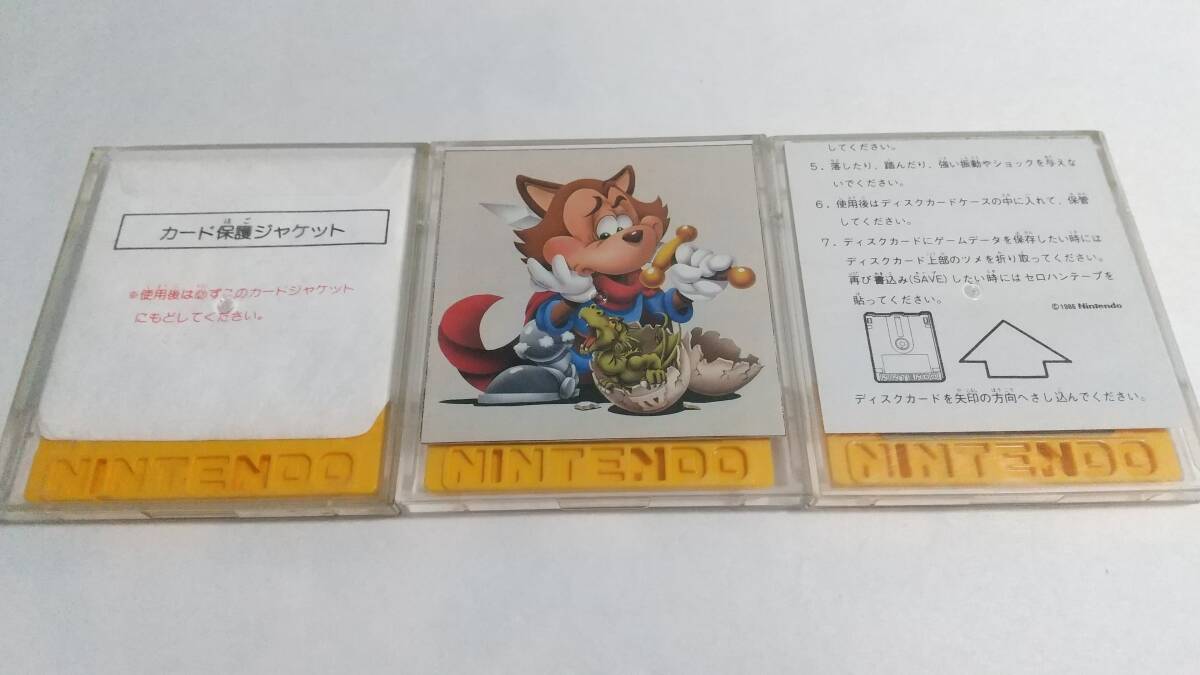 カード保護ジャケット
ほご
※使用後は必ずこのカードジャケット
にもどしてください。
NINTENDO
NINTENDO
してください。
5. 落したり、踏んだり、強い振動やショックを与えな
いでください。
6. 使用後はディスクカードケースの中に入れて、保管
してください。
7. ディスクカードにゲームデータを保存したい時には
ディスクカード上部のツメを折り取ってください。
再び書込み(SAVE)したい時にはセロハンテープを
貼ってください。
©1986 Nintendo
ディスクカードを矢印の方向へさし込んでください。
NINTENDO